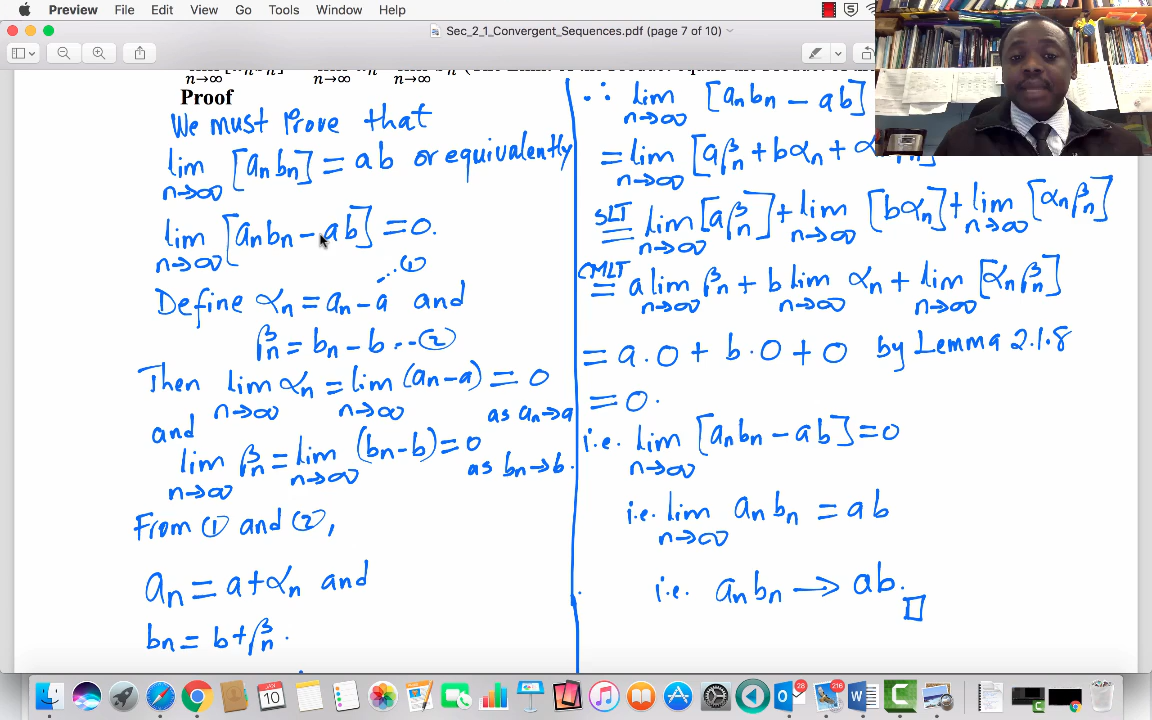 Preview File Edit View Go Tools Window Help
Sec_2_1_Convergent_Sequences.pdf (page 7 of 10)
n→∞ n→∞ n→∞
Proof
We must Prove that
lim n→∞ [anbn] = ab or equivalently
lim n→∞ [anbn − ab] = 0.
Define αn = an − a ...① and
βn = bn − b ...②
Then lim n→∞ αn = lim n→∞ (an − a) = 0 as an→a
and
lim n→∞ βn = lim n→∞ (bn − b) = 0 as bn→b.
From ① and ②,
an = a + αn and
bn = b + βn.
∴ lim n→∞ [anbn − ab]
= lim n→∞ [aβn + bαn +
SLT = lim n→∞ [aβn] + lim n→∞ [bαn] + lim n→∞ [αnβn]
CMLT = a lim n→∞ βn + b lim n→∞ αn + lim n→∞ [αnβn]
= a.0 + b.0 + 0 by Lemma 2.1.8
= 0.
i.e. lim n→∞ [anbn − ab] = 0
i.e. lim n→∞ anbn = ab
i.e. anbn → ab. □
JAN
10
28
216